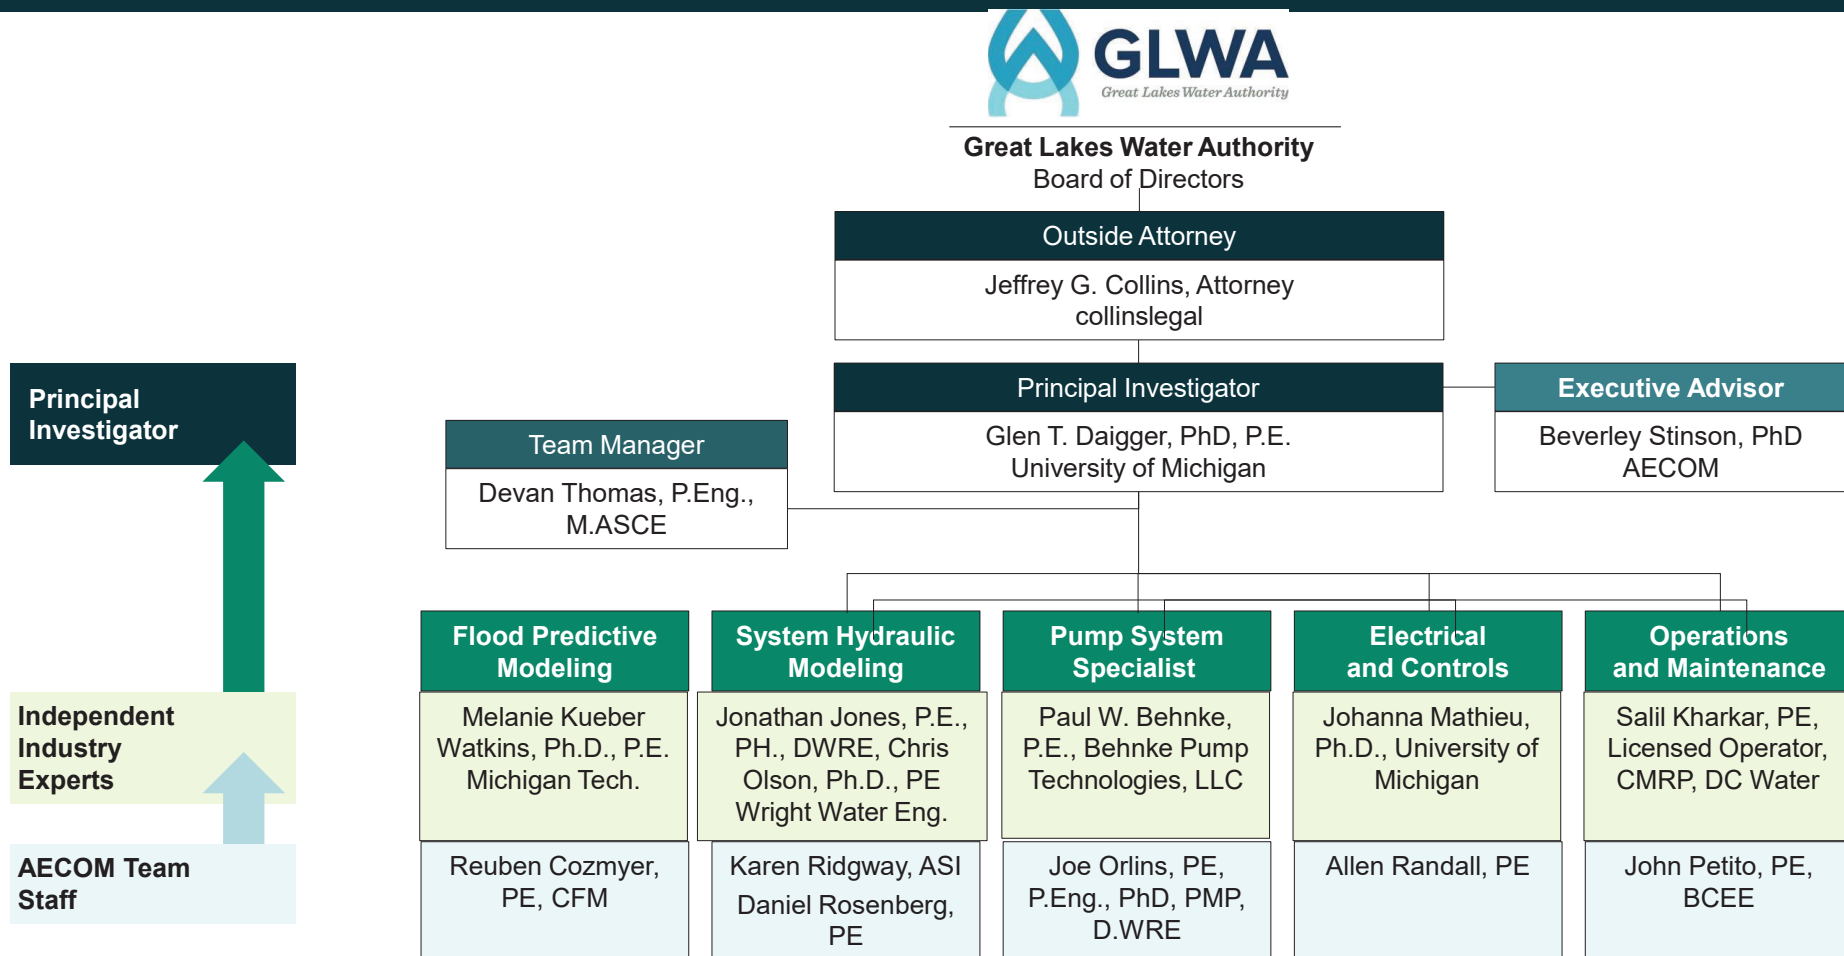 GLWA
Great Lakes Water Authority
Great Lakes Water Authority
Board of Directors
Outside Attorney
Jeffrey G. Collins, Attorney
collinslegal
Principal Investigator
Glen T. Daigger, PhD, P.E.
University of Michigan
Executive Advisor
Beverley Stinson, PhD
AECOM
Team Manager
Devan Thomas, P.Eng.,
M.ASCE
Principal
Investigator
Independent
Industry
Experts
AECOM Team
Staff
Flood Predictive
Modeling
Melanie Kueber
Watkins, Ph.D., P.E.
Michigan Tech.
Reuben Cozmyer,
PE, CFM
System Hydraulic
Modeling
Jonathan Jones, P.E.,
PH., DWRE, Chris
Olson, Ph.D., PE
Wright Water Eng.
Karen Ridgway, ASI
Daniel Rosenberg,
PE
Pump System
Specialist
Paul W. Behnke,
P.E., Behnke Pump
Technologies, LLC
Joe Orlins, PE,
P.Eng., PhD, PMP,
D.WRE
Electrical
and Controls
Johanna Mathieu,
Ph.D., University of
Michigan
Allen Randall, PE
Operations
and Maintenance
Salil Kharkar, PE,
Licensed Operator,
CMRP, DC Water
John Petito, PE,
BCEE